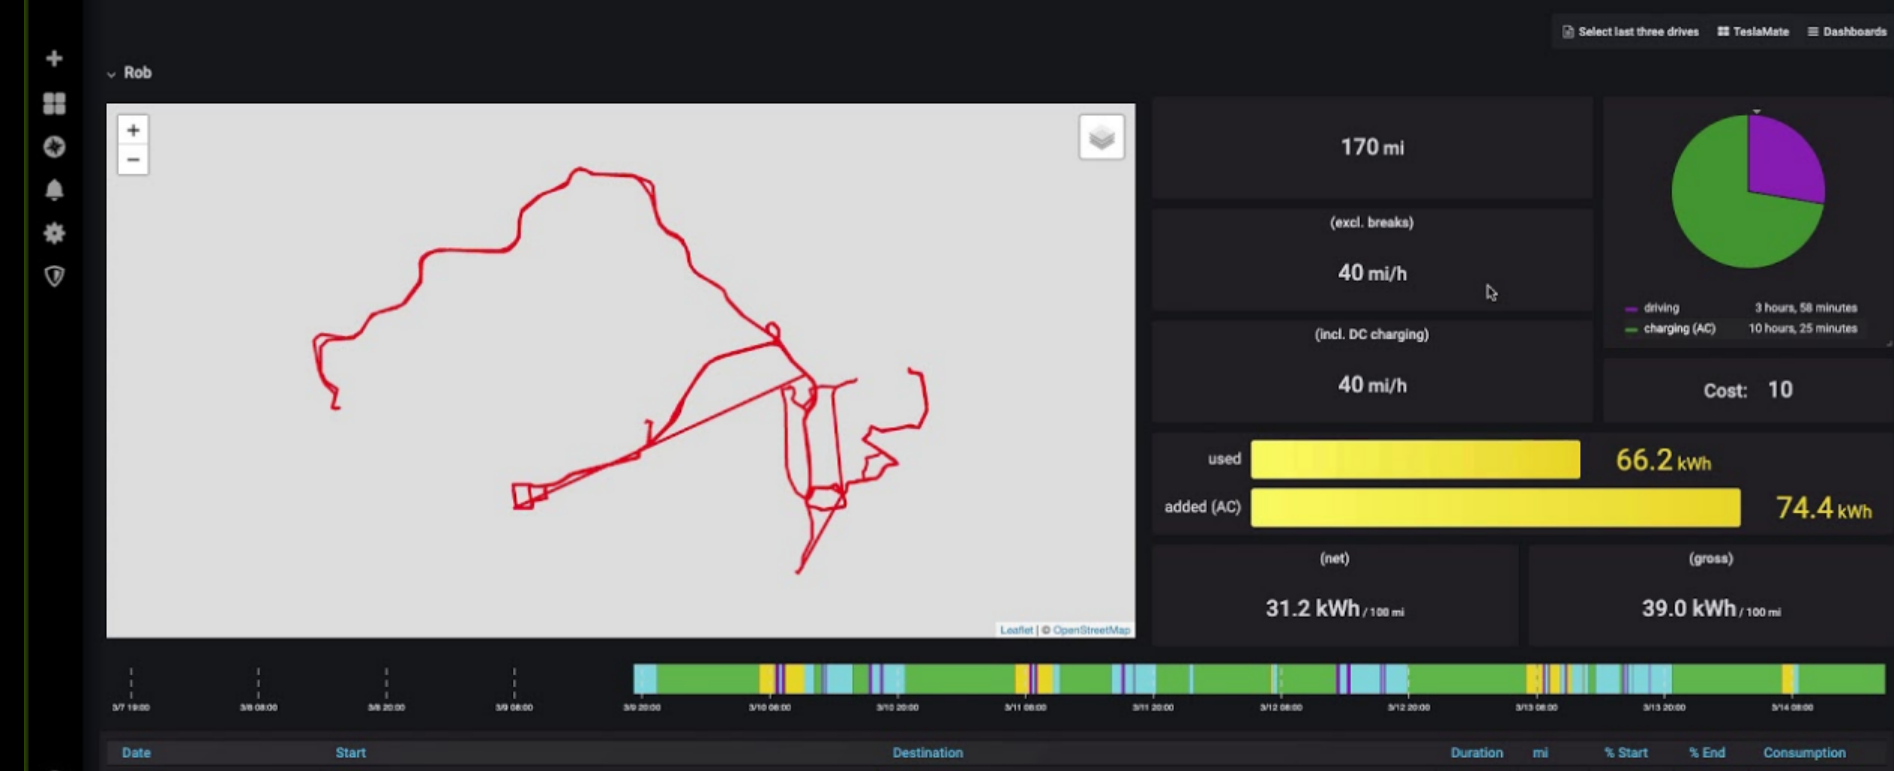 Select last three drives TeslaMate Dashboards
Rob
+
−
170 mi
(excl. breaks)
40 mi/h
(incl. DC charging)
40 mi/h
driving 3 hours, 58 minutes
charging (AC) 10 hours, 25 minutes
Cost: 10
used 66.2 kWh
added (AC) 74.4 kWh
(net)
31.2 kWh / 100 mi
(gross)
39.0 kWh / 100 mi
Leaflet | © OpenStreetMap
3/7 19:00 3/8 08:00 3/8 20:00 3/9 08:00 3/9 20:00 3/10 08:00 3/10 20:00 3/11 08:00 3/11 20:00 3/12 08:00 3/12 20:00 3/13 08:00 3/13 20:00 3/14 08:00
Date Start Destination Duration mi % Start % End Consumption